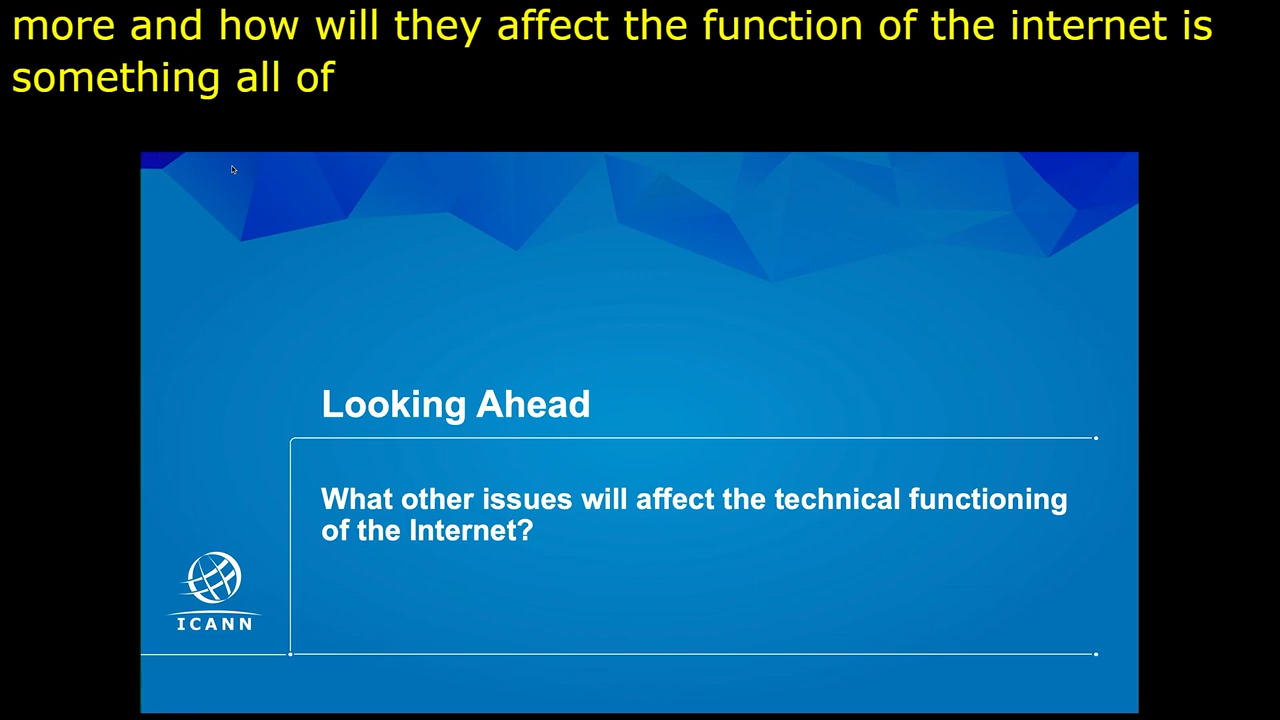 more and how will they affect the function of the internet is
something all of
Looking Ahead
What other issues will affect the technical functioning
of the Internet?
ICANN